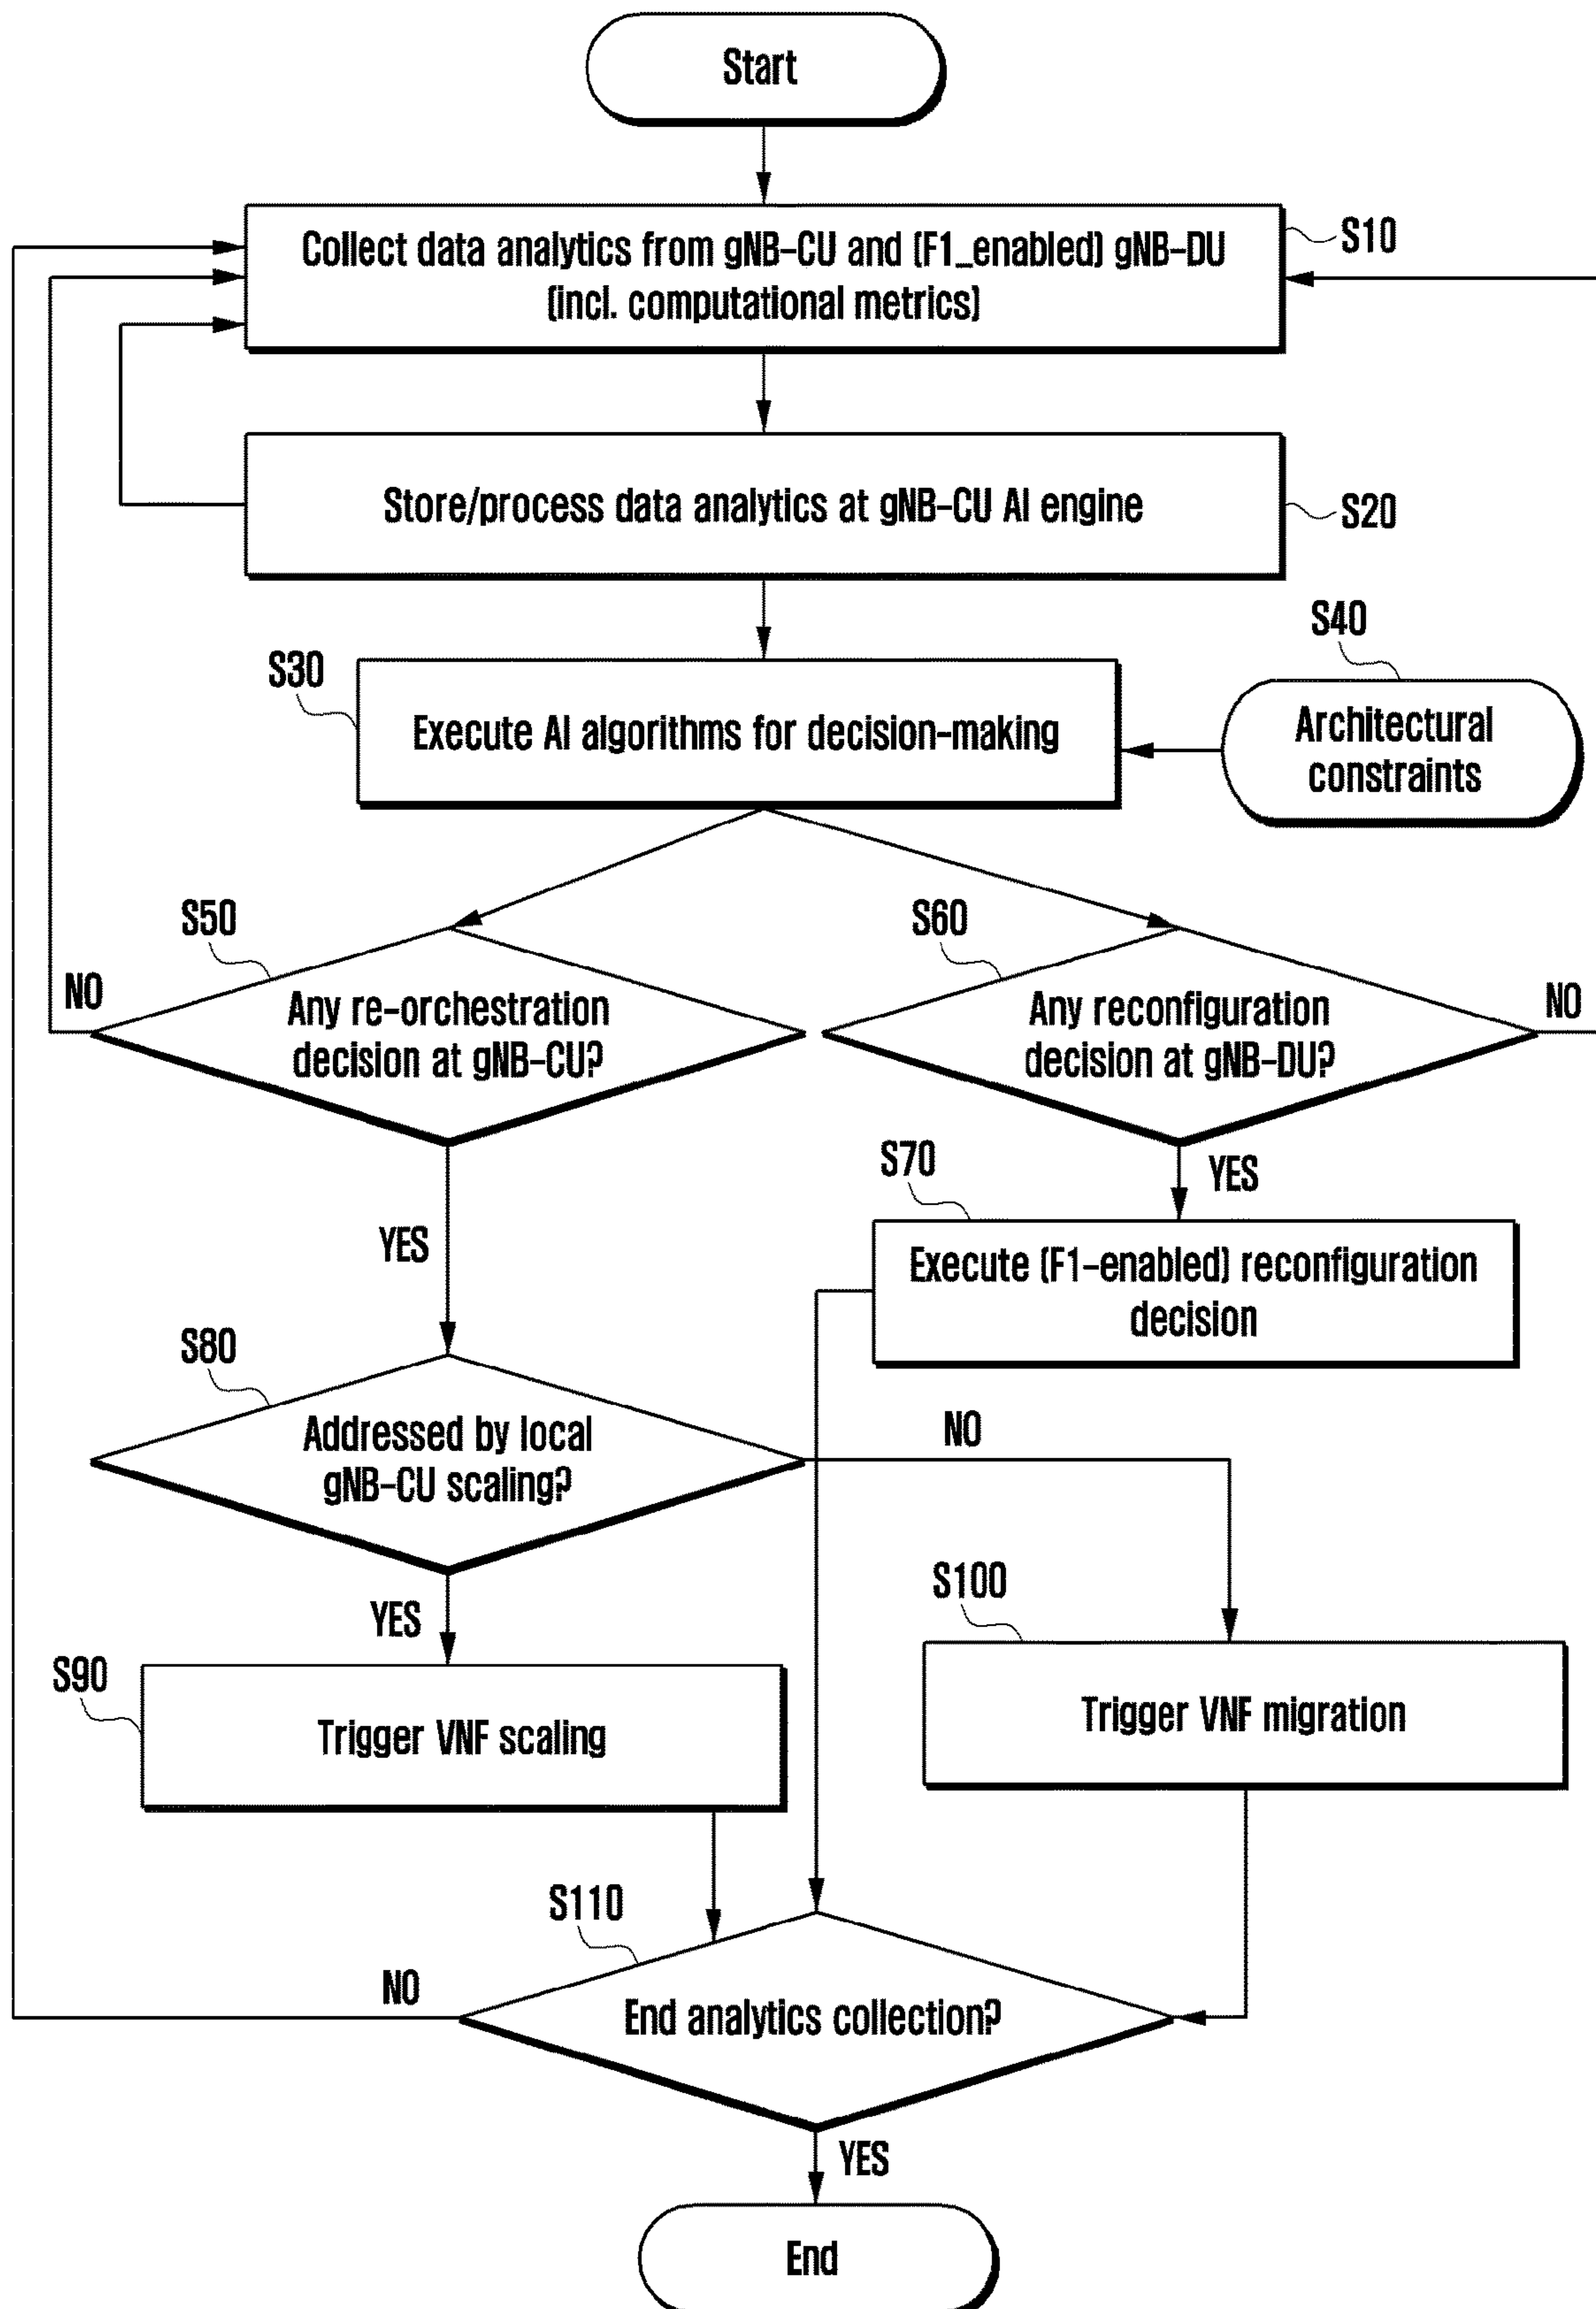 Start
Collect data analytics from gNB-CU and (F1_enabled) gNB-DU
(incl. computational metrics)
S10
Store/process data analytics at gNB-CU AI engine
S20
S40
S30
Execute AI algorithms for decision-making
Architectural
constraints
S50
S60
NO
Any re-orchestration
decision at gNB-CU?
Any reconfiguration
decision at gNB-DU?
NO
S70
YES
YES
Execute (F1-enabled) reconfiguration
decision
S80
Addressed by local
gNB-CU scaling?
NO
S100
YES
S90
Trigger VNF scaling
Trigger VNF migration
S110
NO
End analytics collection?
YES
End